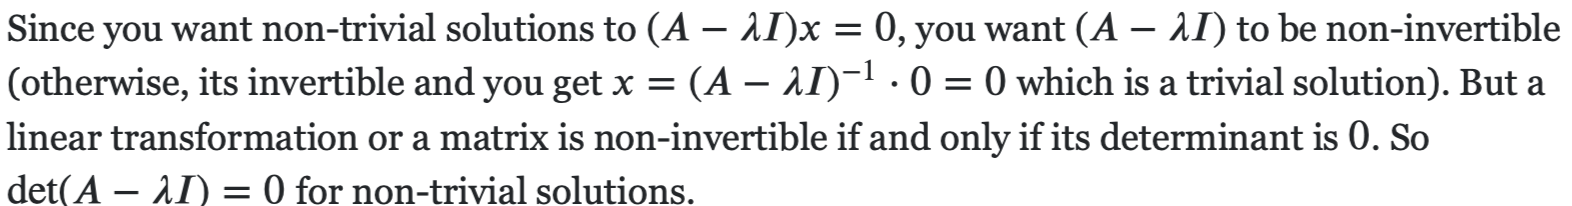 Since you want non-trivial solutions to (A − λI)x = 0, you want (A − λI) to be non-invertible
(otherwise, its invertible and you get x = (A − λI)⁻¹ · 0 = 0 which is a trivial solution). But a
linear transformation or a matrix is non-invertible if and only if its determinant is 0. So
det(A − λI) = 0 for non-trivial solutions.